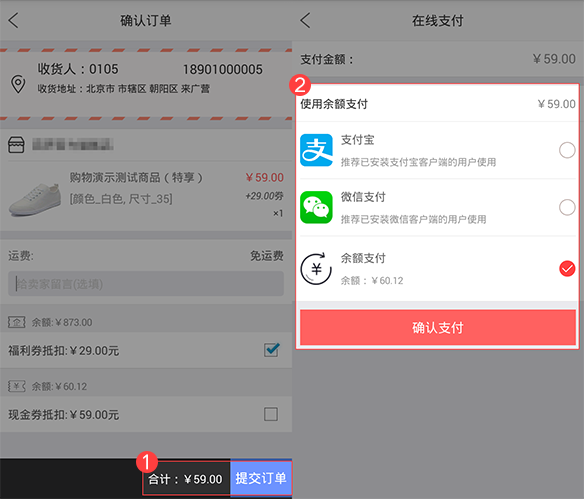 确认订单
收货人：0105 18901000005
收货地址：北京市 市辖区 朝阳区 来广营
购物演示测试商品（特享） ￥59.00
[颜色_白色, 尺寸_35] +29.00券
×1
运费: 免运费
给卖家留言(选填)
余额:￥873.00
福利券抵扣:￥29.00元
余额:￥60.12
现金券抵扣:￥59.00元
1
合计：￥59.00 提交订单
在线支付
支付金额： ￥59.00
2
使用余额支付 ￥59.00
支 支付宝
推荐已安装支付宝客户端的用户使用
微信支付
推荐已安装微信客户端的用户使用
￥ 余额支付
余额：￥60.12
确认支付